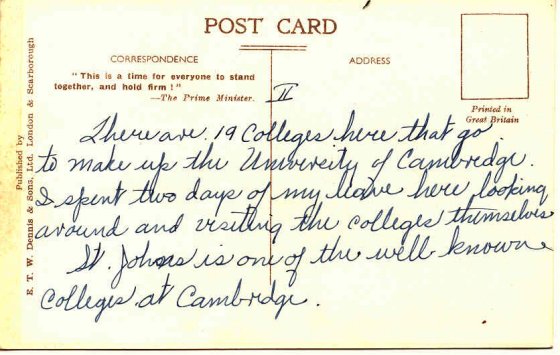 POST CARD
CORRESPONDENCE
ADDRESS
"This is a time for everyone to stand
together, and hold firm!"
—The Prime Minister.
II
Printed in
Great Britain
Published by
E. T. W. Dennis & Sons, Ltd. London & Scarborough
There are 19 Colleges here that go
to make up the University of Cambridge.
I spent two days of my leave here looking
around and visiting the colleges themselves
St. Johns is one of the well known
Colleges at Cambridge.